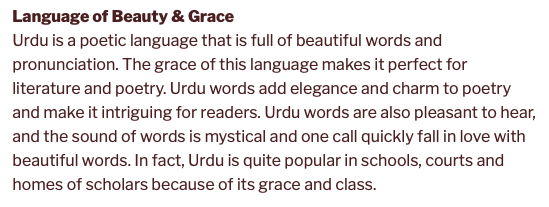 Language of Beauty & Grace
Urdu is a poetic language that is full of beautiful words and
pronunciation. The grace of this language makes it perfect for
literature and poetry. Urdu words add elegance and charm to poetry
and make it intriguing for readers. Urdu words are also pleasant to hear,
and the sound of words is mystical and one call quickly fall in love with
beautiful words. In fact, Urdu is quite popular in schools, courts and
homes of scholars because of its grace and class.